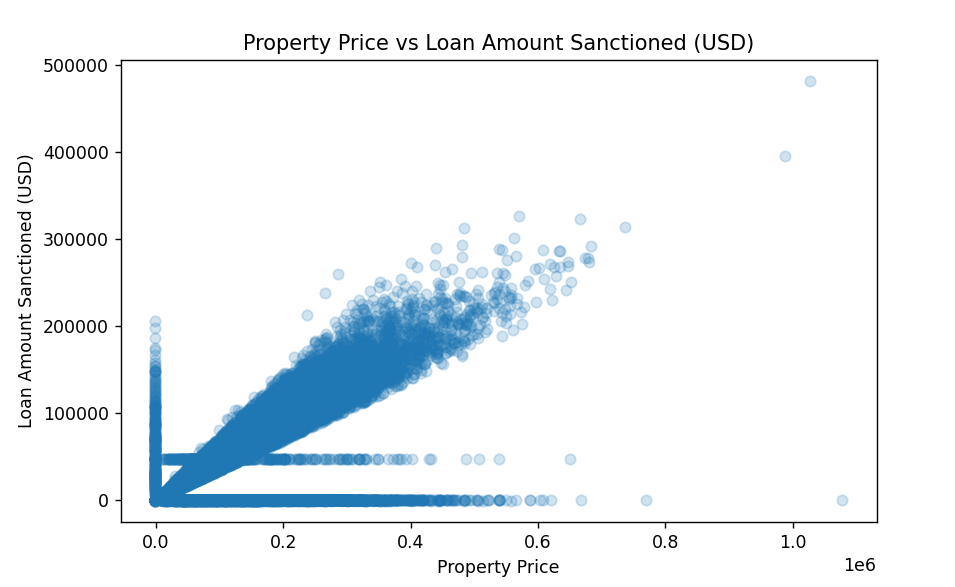 Property Price vs Loan Amount Sanctioned (USD)
Loan Amount Sanctioned (USD)
500000
400000
300000
200000
100000
0
0.0 0.2 0.4 0.6 0.8 1.0
1e6
Property Price